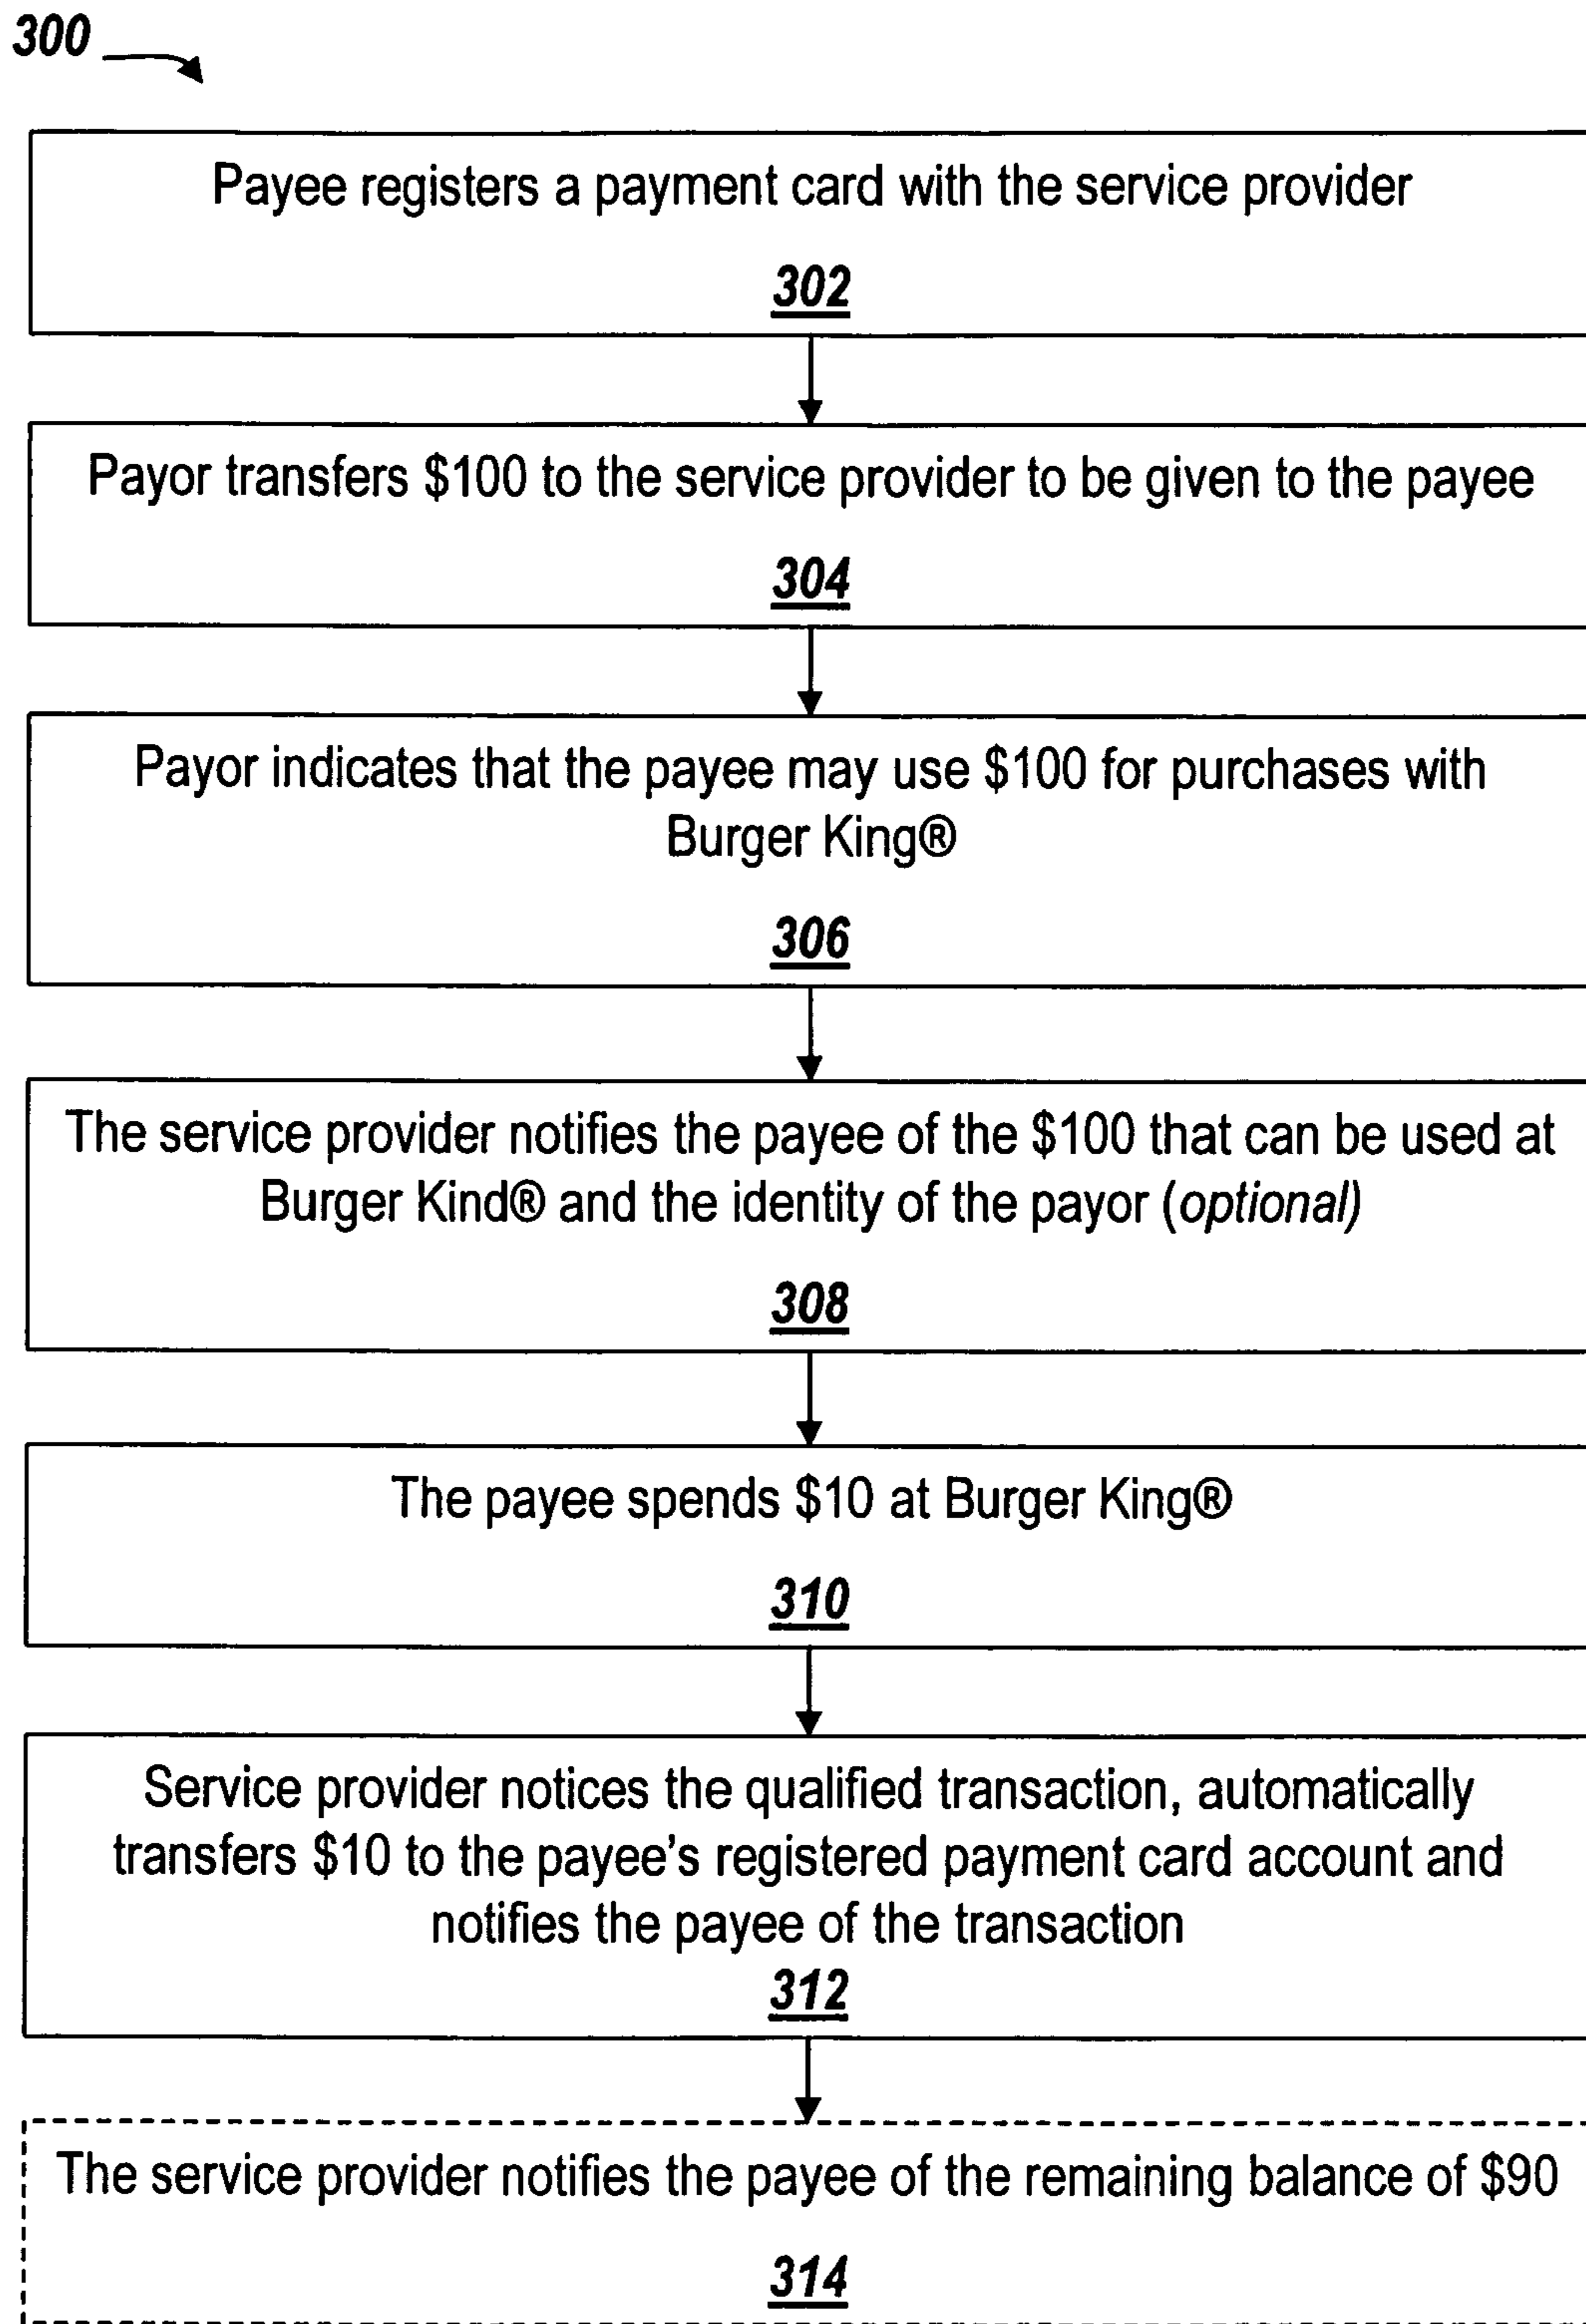 300
Payee registers a payment card with the service provider
302
Payor transfers $100 to the service provider to be given to the payee
304
Payor indicates that the payee may use $100 for purchases with
Burger King®
306
The service provider notifies the payee of the $100 that can be used at
Burger Kind® and the identity of the payor (optional)
308
The payee spends $10 at Burger King®
310
Service provider notices the qualified transaction, automatically
transfers $10 to the payee's registered payment card account and
notifies the payee of the transaction
312
The service provider notifies the payee of the remaining balance of $90
314